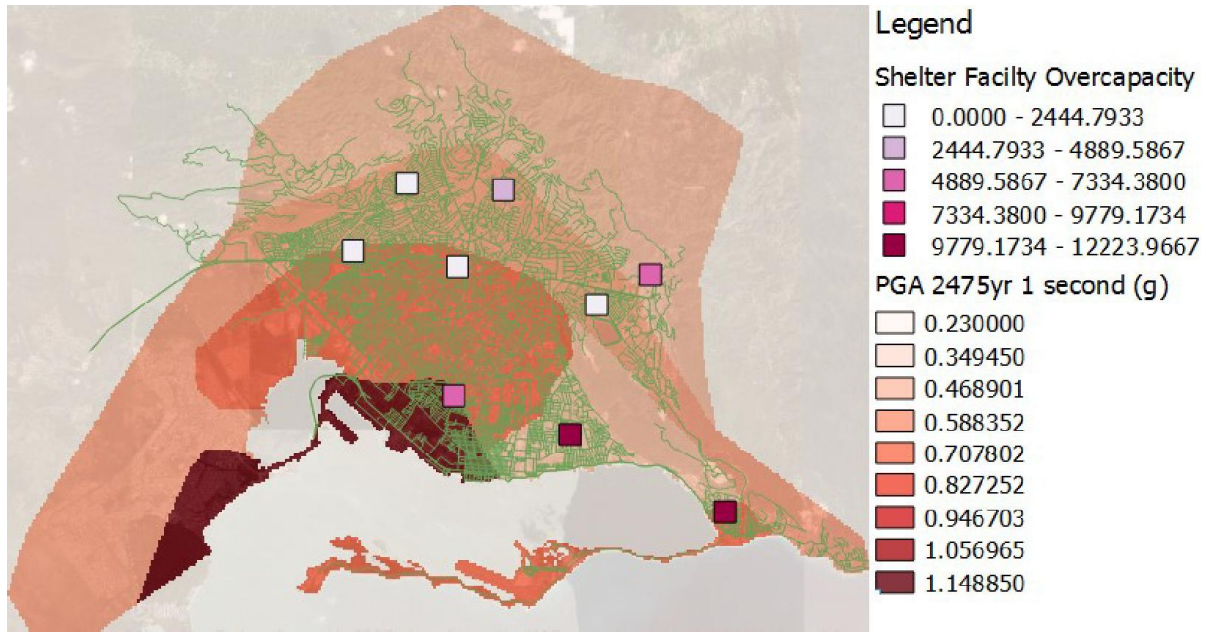 Legend
Shelter Facilty Overcapacity
0.0000 - 2444.7933
2444.7933 - 4889.5867
4889.5867 - 7334.3800
7334.3800 - 9779.1734
9779.1734 - 12223.9667
PGA 2475yr 1 second (g)
0.230000
0.349450
0.468901
0.588352
0.707802
0.827252
0.946703
1.056965
1.148850